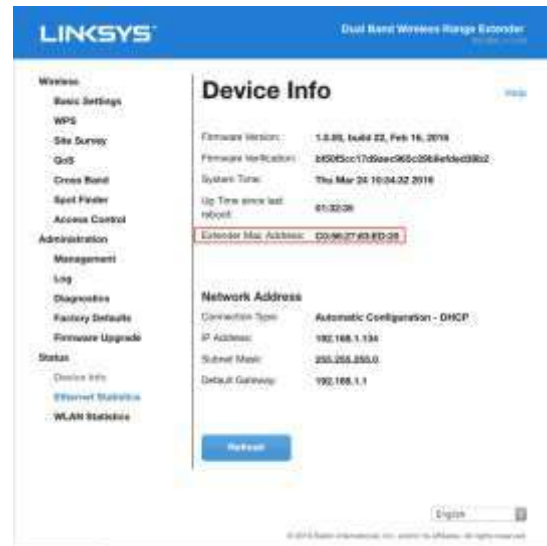 LINKSYS
Dual Band Wireless Range Extender
Wireless
Basic Settings
WPS
Site Survey
QoS
Cross Band
Spot Finder
Access Control
Administration
Management
Log
Diagnostics
Factory Defaults
Firmware Upgrade
Status
Device Info
Ethernet Statistics
WLAN Statistics
Device Info
Help
Firmware Version:
Firmware Verification:
System Time: Thu Mar 24 10:34:32 2016
Up Time since last
reboot:
Extender Mac Address:
Network Address
Connection Type: Automatic Configuration - DHCP
IP Address: 192.168.1.134
Subnet Mask: 255.255.255.0
Default Gateway: 192.168.1.1
Refresh
English